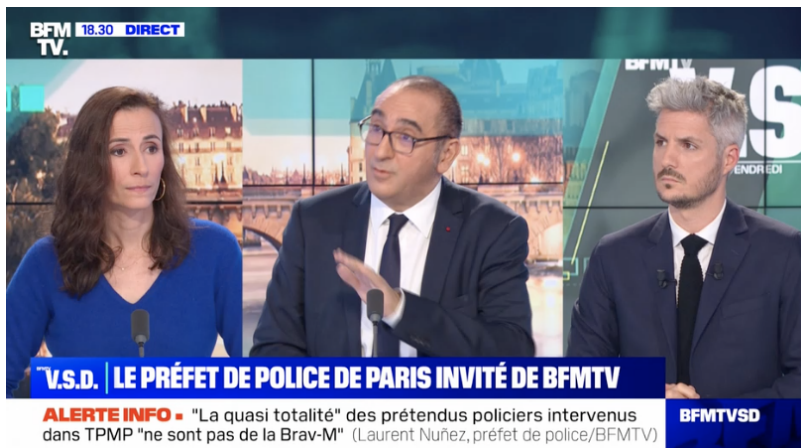 BFM
TV.
18.30 DIRECT
BFMTV
V.S
VENDREDI
V.S.D. LE PRÉFET DE POLICE DE PARIS INVITÉ DE BFMTV
ALERTE INFO "La quasi totalité" des prétendus policiers intervenus
dans TPMP "ne sont pas de la Brav-M" (Laurent Nuñez, préfet de police/BFMTV)
BFMTVSD